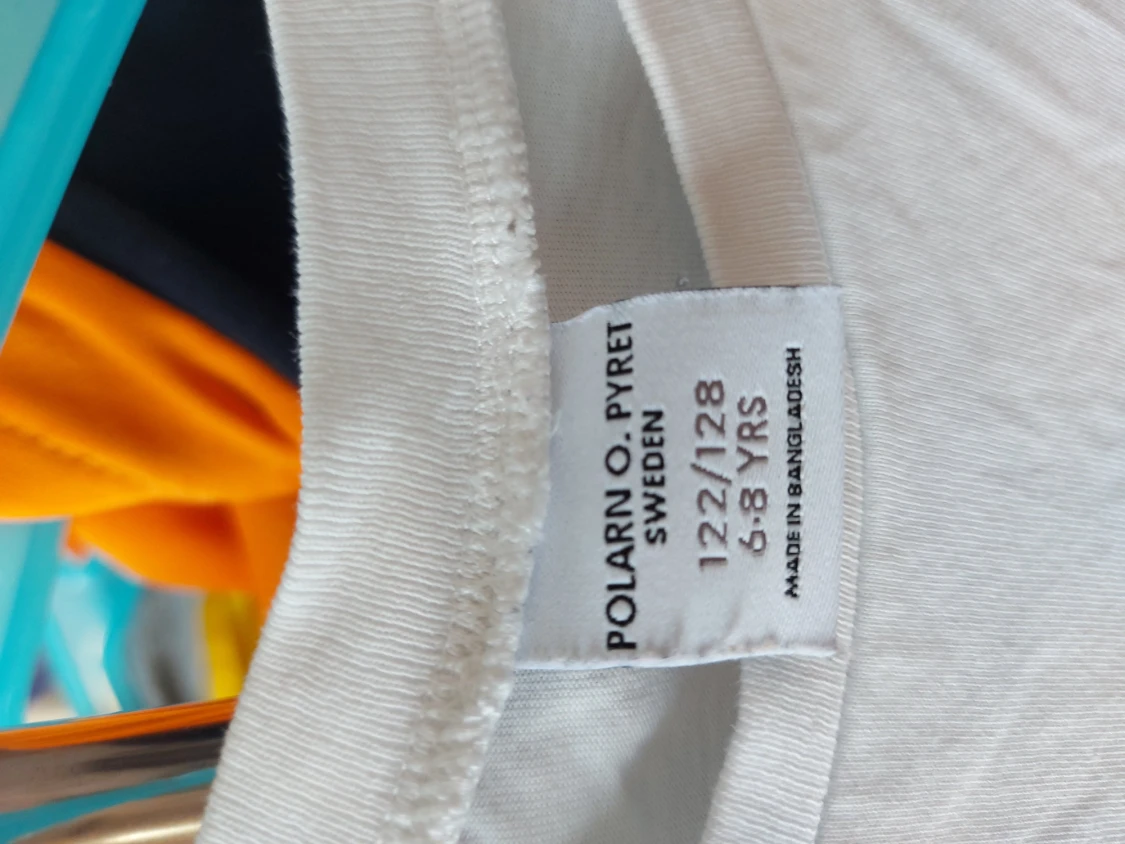 POLARN O. PYRET
SWEDEN
122/128
6-8 YRS
MADE IN BANGLADESH